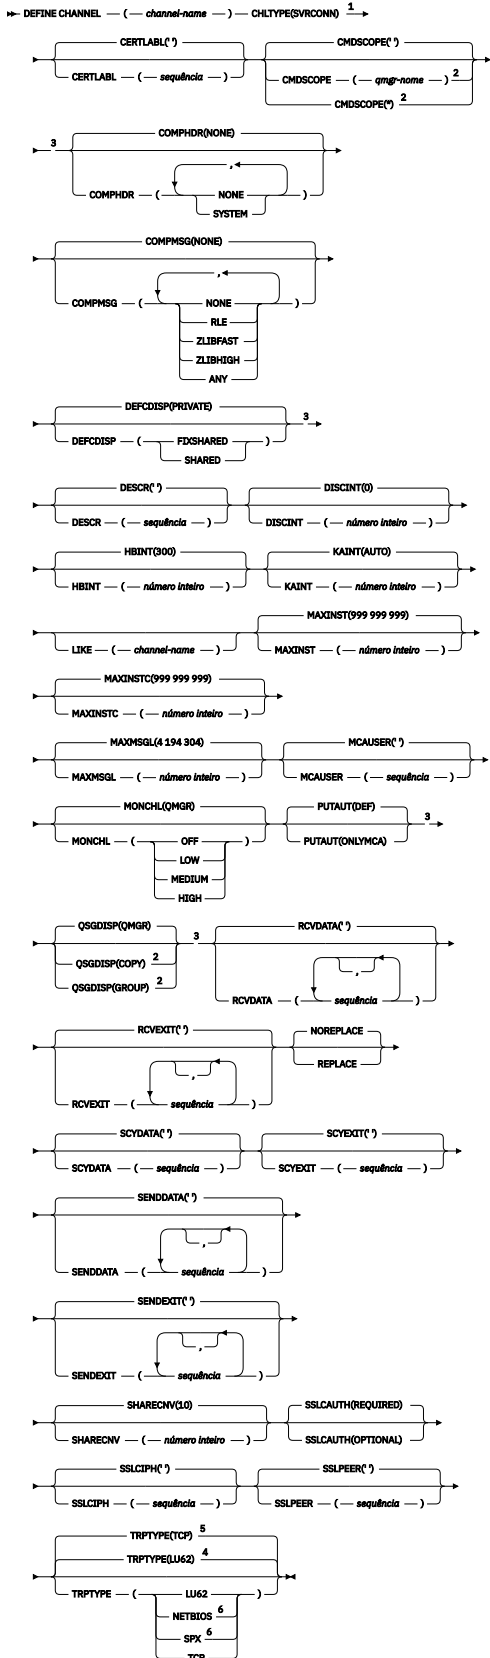 DEFINE CHANNEL ( channel-name ) CHLTYPE(SVRCONN) 1
CERTLABL(' ') CMDSCOPE(' ')
CERTLABL ( sequência ) CMDSCOPE ( qmgr-nome ) 2
CMDSCOPE(*) 2
3 COMPHDR(NONE)
,
COMPHDR ( NONE )
SYSTEM
COMPMSG(NONE)
,
COMPMSG ( NONE )
RLE
ZLIBFAST
ZLIBHIGH
ANY
DEFCDISP(PRIVATE)
3
DEFCDISP ( FIXSHARED )
SHARED
DESCR(' ') DISCINT(0)
DESCR ( sequência ) DISCINT ( número inteiro )
HBINT(300) KAINT(AUTO)
HBINT ( número inteiro ) KAINT ( número inteiro )
MAXINST(999 999 999)
LIKE ( channel-name ) MAXINST ( número inteiro )
MAXINSTC(999 999 999)
MAXINSTC ( número inteiro )
MAXMSGL(4 194 304) MCAUSER(' ')
MAXMSGL ( número inteiro ) MCAUSER ( sequência )
MONCHL(QMGR) PUTAUT(DEF)
3
MONCHL ( OFF ) PUTAUT(ONLYMCA)
LOW
MEDIUM
HIGH
QSGDISP(QMGR) 3 RCVDATA(' ')
QSGDISP(COPY) 2
,
QSGDISP(GROUP) 2
RCVDATA ( sequência )
RCVEXIT(' ') NOREPLACE
REPLACE
,
RCVEXIT ( sequência )
SCYDATA(' ') SCYEXIT(' ')
SCYDATA ( sequência ) SCYEXIT ( sequência )
SENDDATA(' ')
,
SENDDATA ( sequência )
SENDEXIT(' ')
,
SENDEXIT ( sequência )
SHARECNV(10) SSLCAUTH(REQUIRED)
SHARECNV ( número inteiro ) SSLCAUTH(OPTIONAL)
SSLCIPH(' ') SSLPEER(' ')
SSLCIPH ( sequência ) SSLPEER ( sequência )
TRPTYPE(TCP) 5
TRPTYPE(LU62) 4
TRPTYPE ( LU62 )
NETBIOS 6
SPX 6
TCP